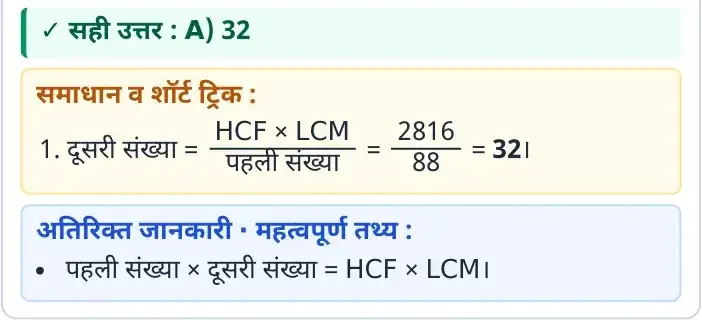 ✓ सही उत्तर : A) 32
समाधान व शॉर्ट ट्रिक :
1. दूसरी संख्या = HCF × LCM / पहली संख्या = 2816 / 88 = 32।
अतिरिक्त जानकारी · महत्वपूर्ण तथ्य :
• पहली संख्या × दूसरी संख्या = HCF × LCM।